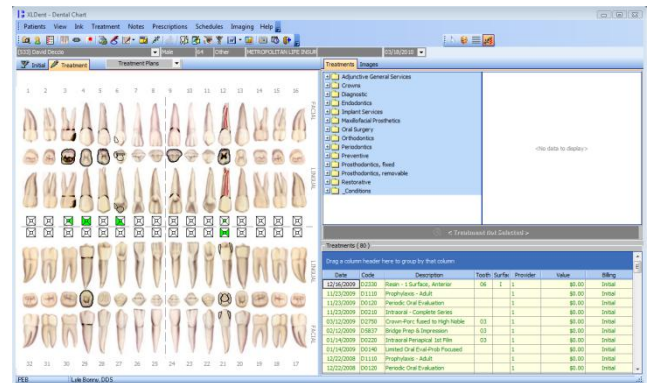 XLDent - Dental Chart
Patients View Ink Treatment Notes Prescriptions Schedules Imaging Help
(533) David Deccio Male 64 Other METROPOLITAN LIFE INSUR 03/18/2010
Initial Treatment Treatment Plans
1 2 3 4 5 6 7 8 9 10 11 12 13 14 15 16
FACIAL
LINGUAL
LINGUAL
FACIAL
32 31 30 29 28 27 26 25 24 23 22 21 20 19 18 17
Treatments Images
Adjunctive General Services
Crowns
Diagnostic
Endodontics
Implant Services
Maxillofacial Prosthetics
Oral Surgery
Orthodontics
Periodontics
Preventive
Prosthodontics, fixed
Prosthodontics, removable
Restorative
_Conditions
<No data to display>
< Treatment Not Selected >
Treatments ( 80 )
Drag a column header here to group by that column
Date Code Description Tooth Surfac Provider Value Billing
12/16/2009 D2330 Resin - 1 Surface, Anterior 06 I 1 $0.00 Initial
11/23/2009 D1110 Prophylaxis - Adult 1 $0.00 Initial
11/23/2009 D0120 Periodic Oral Evaluation 1 $0.00 Initial
11/23/2009 D0210 Intraoral - Complete Series 1 $0.00 Initial
03/12/2009 D2750 Crown-Porc fused to High Noble 03 1 $0.00 Initial
02/12/2009 D5837 Bridge Prep & Impression 03 1 $0.00 Initial
01/14/2009 D0220 Intraoral Periapical 1st Film 03 1 $0.00 Initial
01/14/2009 D0140 Limited Oral Eval-Prob Focused 1 $0.00 Initial
12/22/2008 D1110 Prophylaxis - Adult 1 $0.00 Initial
12/22/2008 D0120 Periodic Oral Evaluation 1 $0.00 Initial
PEB Lyle Bonny, DDS